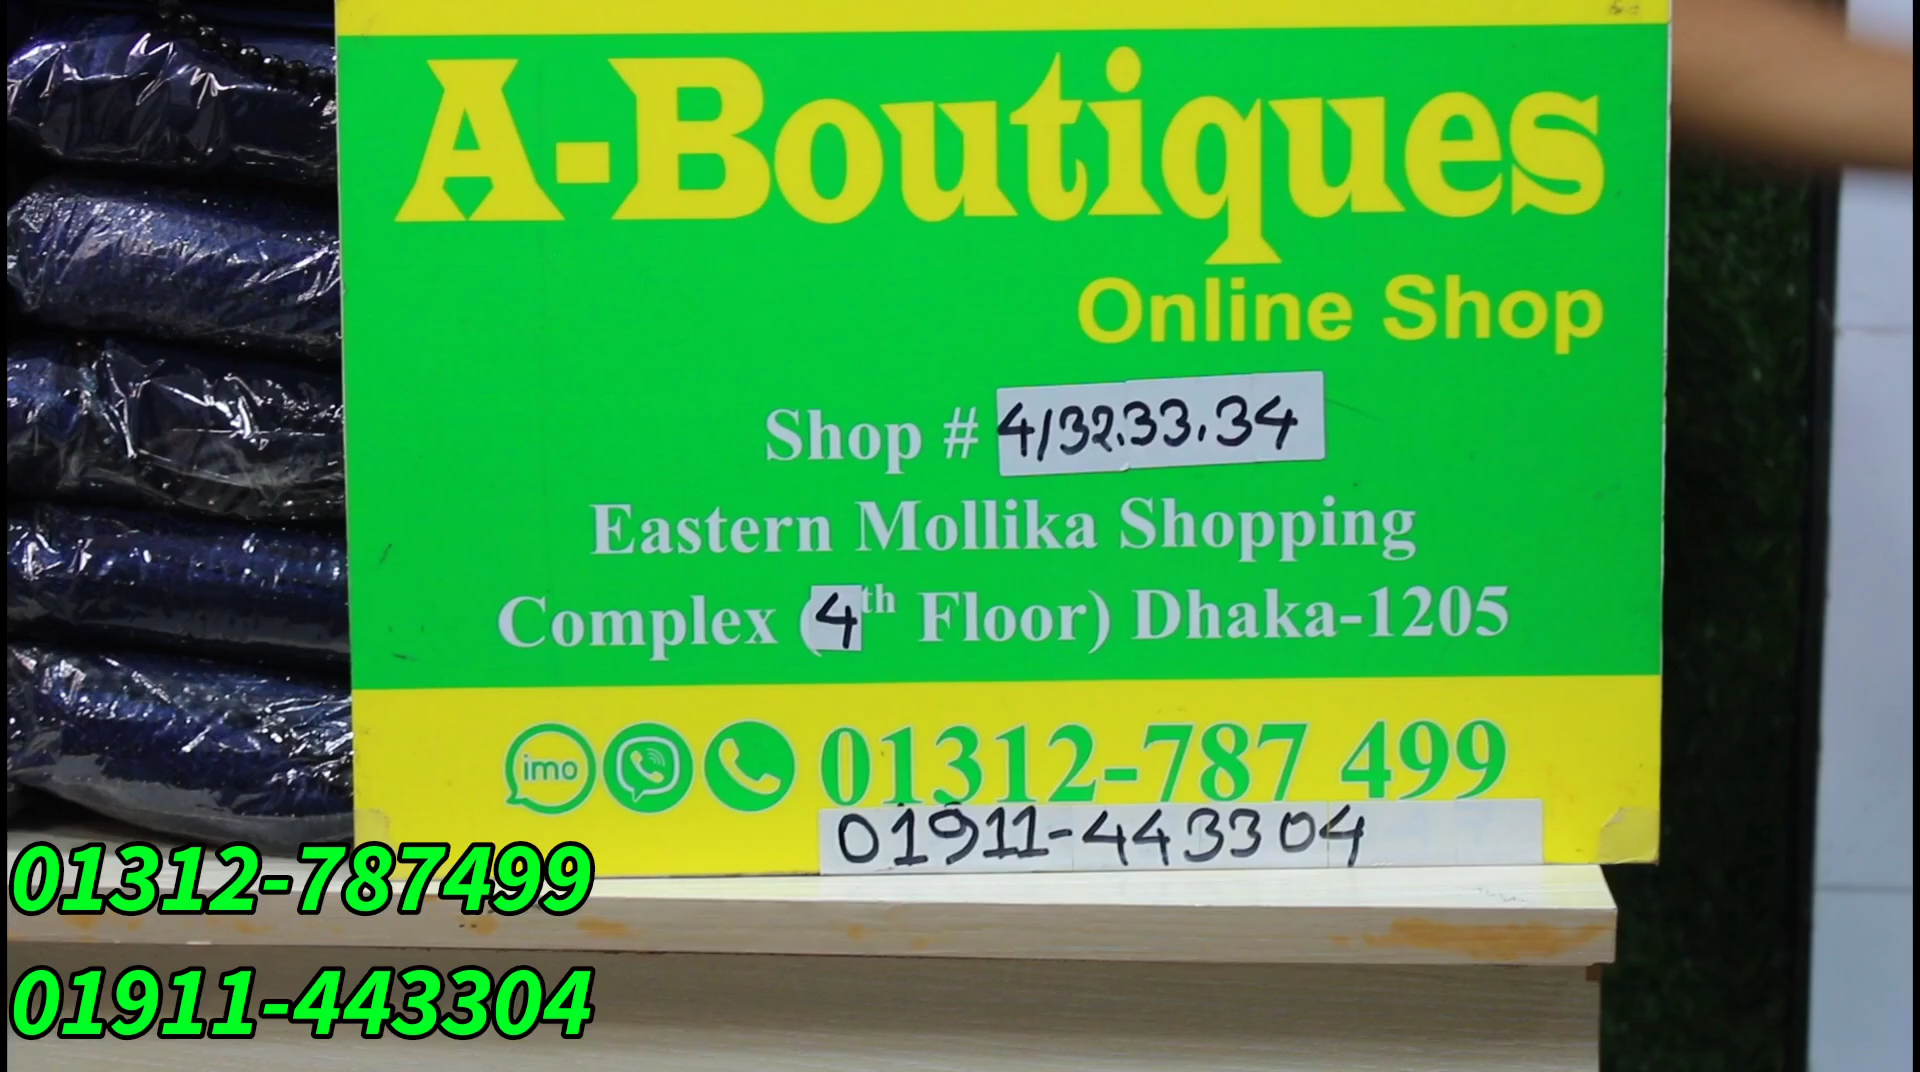 A-Boutiques
Online Shop
Shop # 4/32.33.34
Eastern Mollika Shopping
Complex (4th Floor) Dhaka-1205
imo 01312-787 499
01911-443304
01312-787499
01911-443304